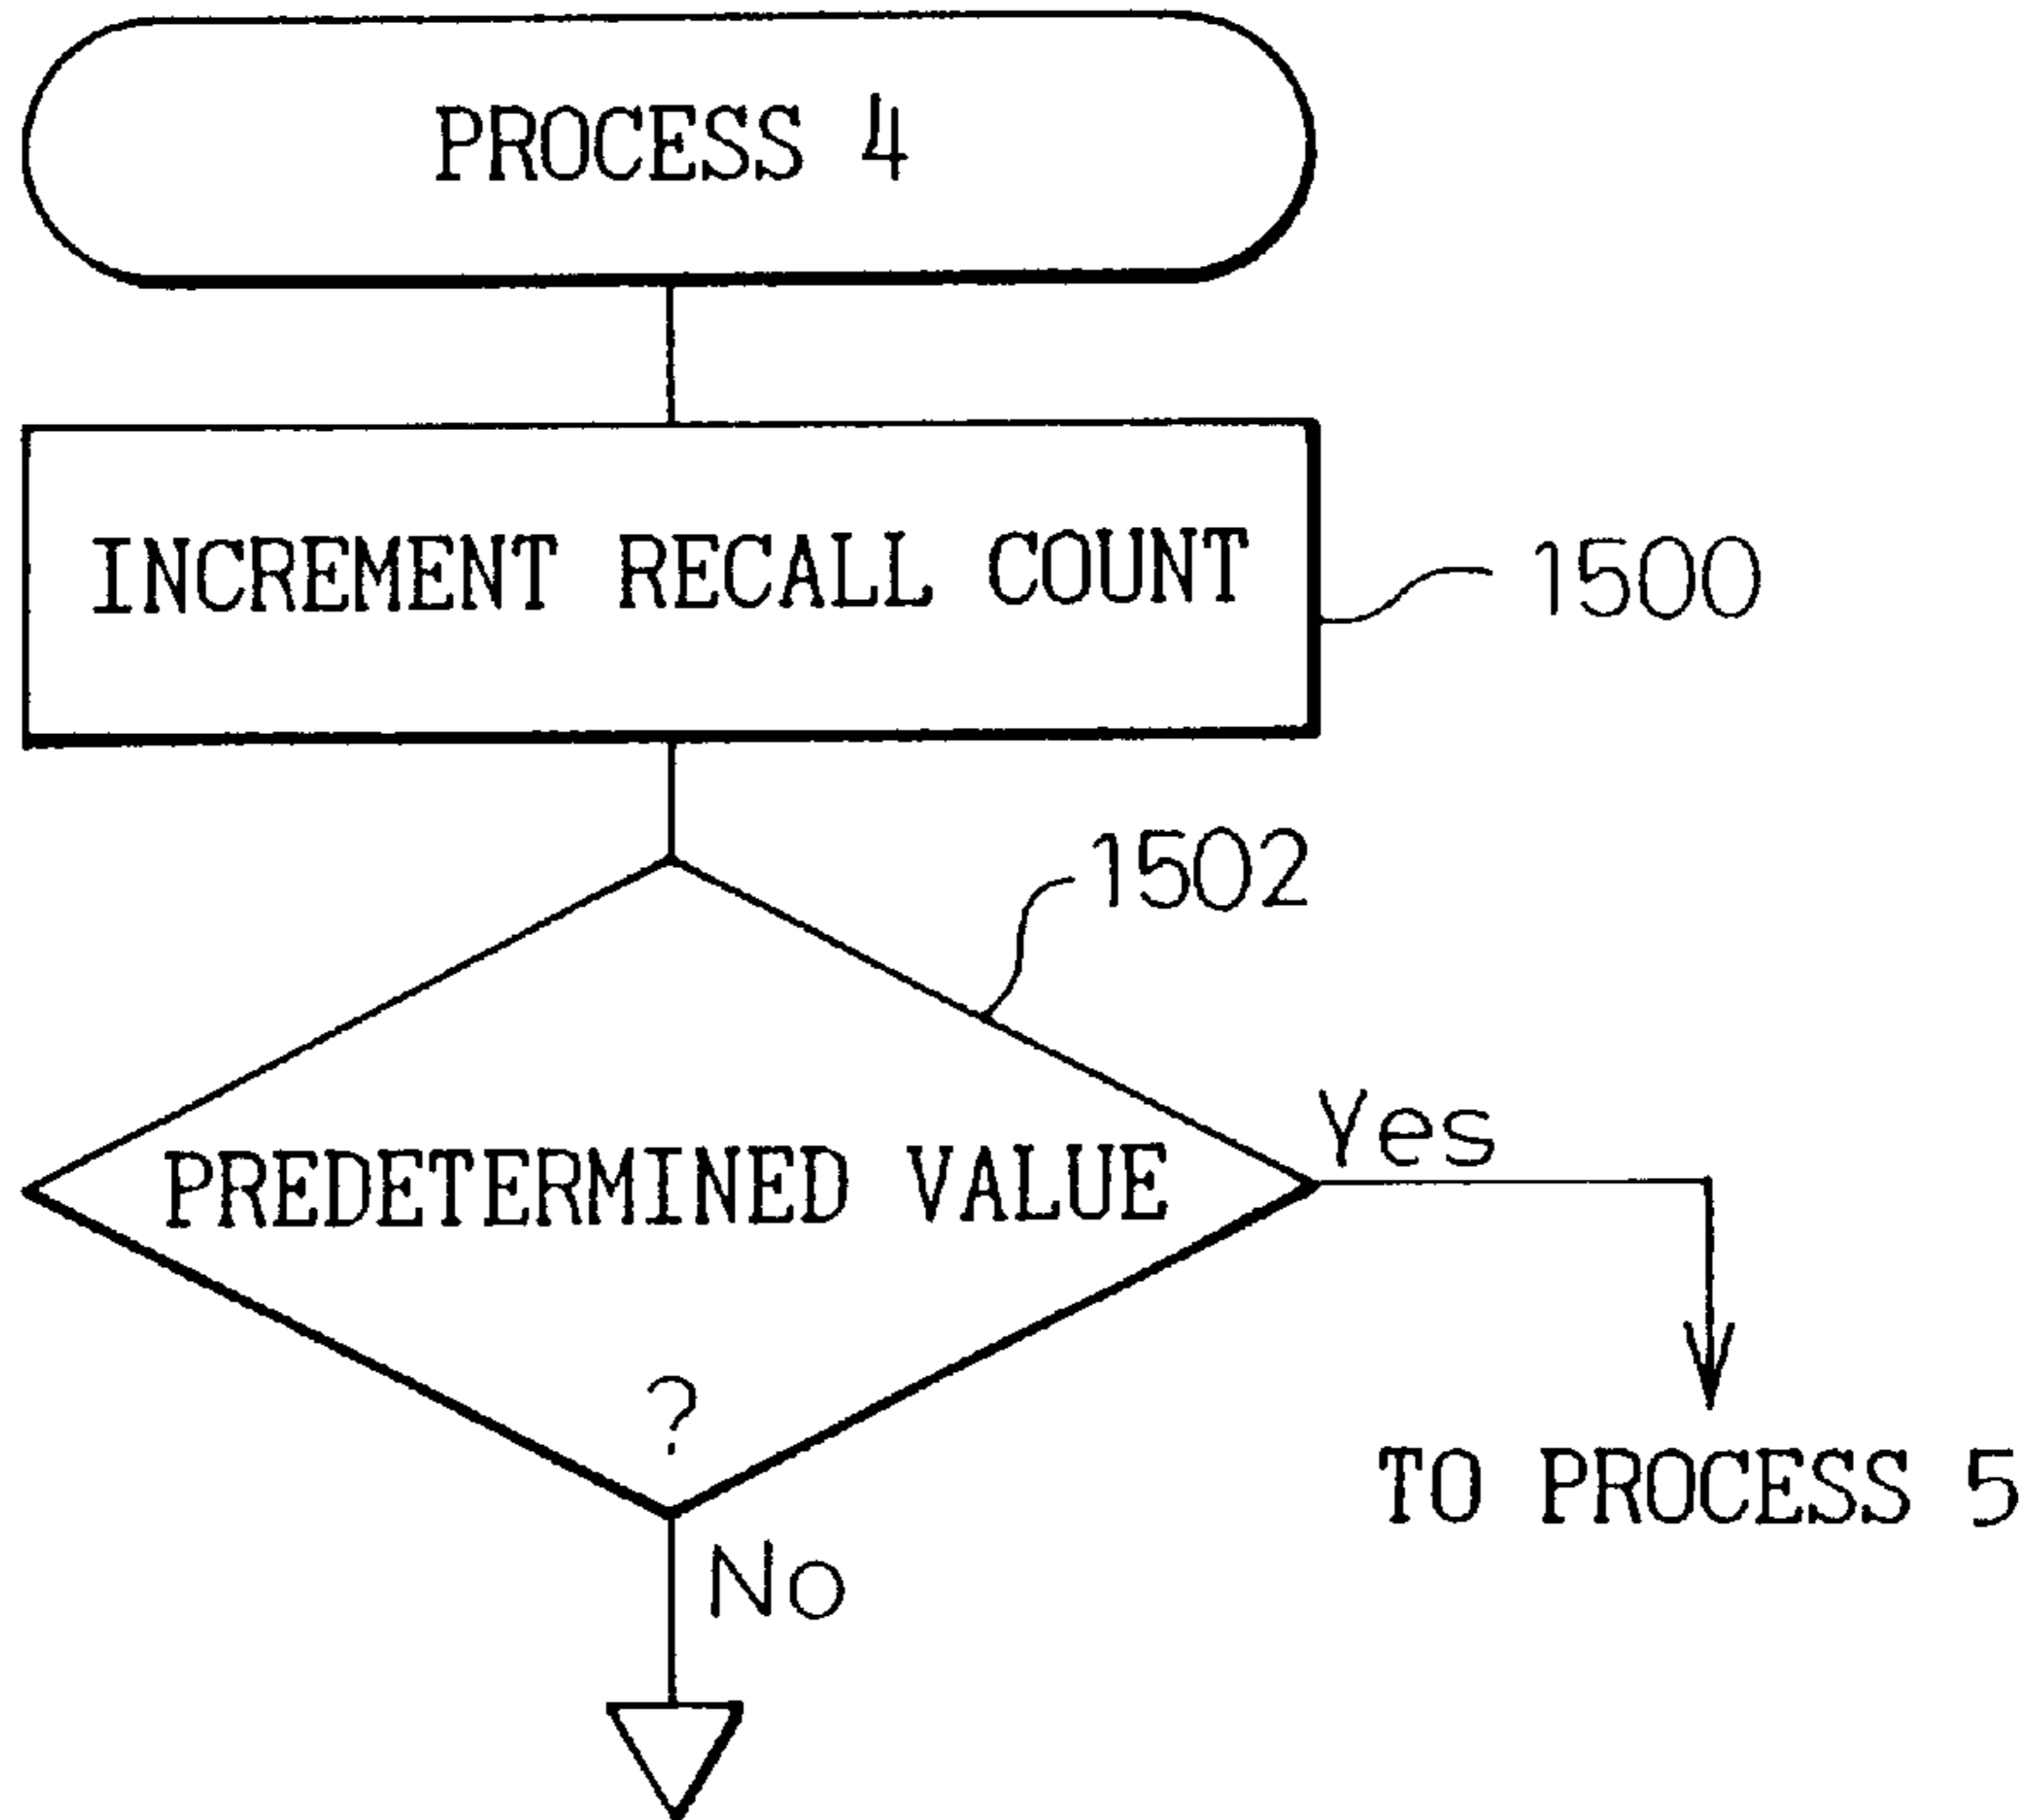 PROCESS 4
INCREMENT RECALL COUNT
1500
1502
Yes
PREDETERMINED VALUE
?
TO PROCESS 5
No